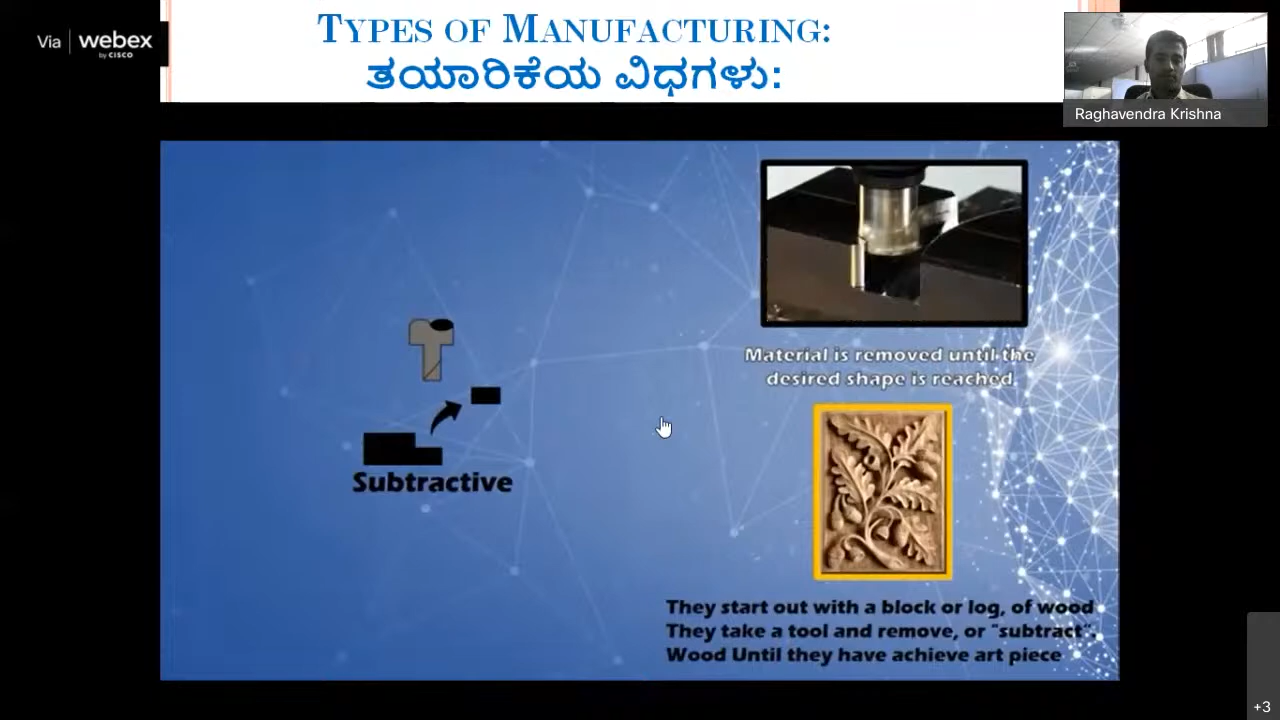 Via webex
by CISCO
TYPES OF MANUFACTURING:
ತಯಾರಿಕೆಯ ವಿಧಗಳು:
Raghavendra Krishna
Material is removed until the
desired shape is reached
Subtractive
They start out with a block or log, of wood
They take a tool and remove, or "subtract".
Wood Until they have achieve art piece
+3